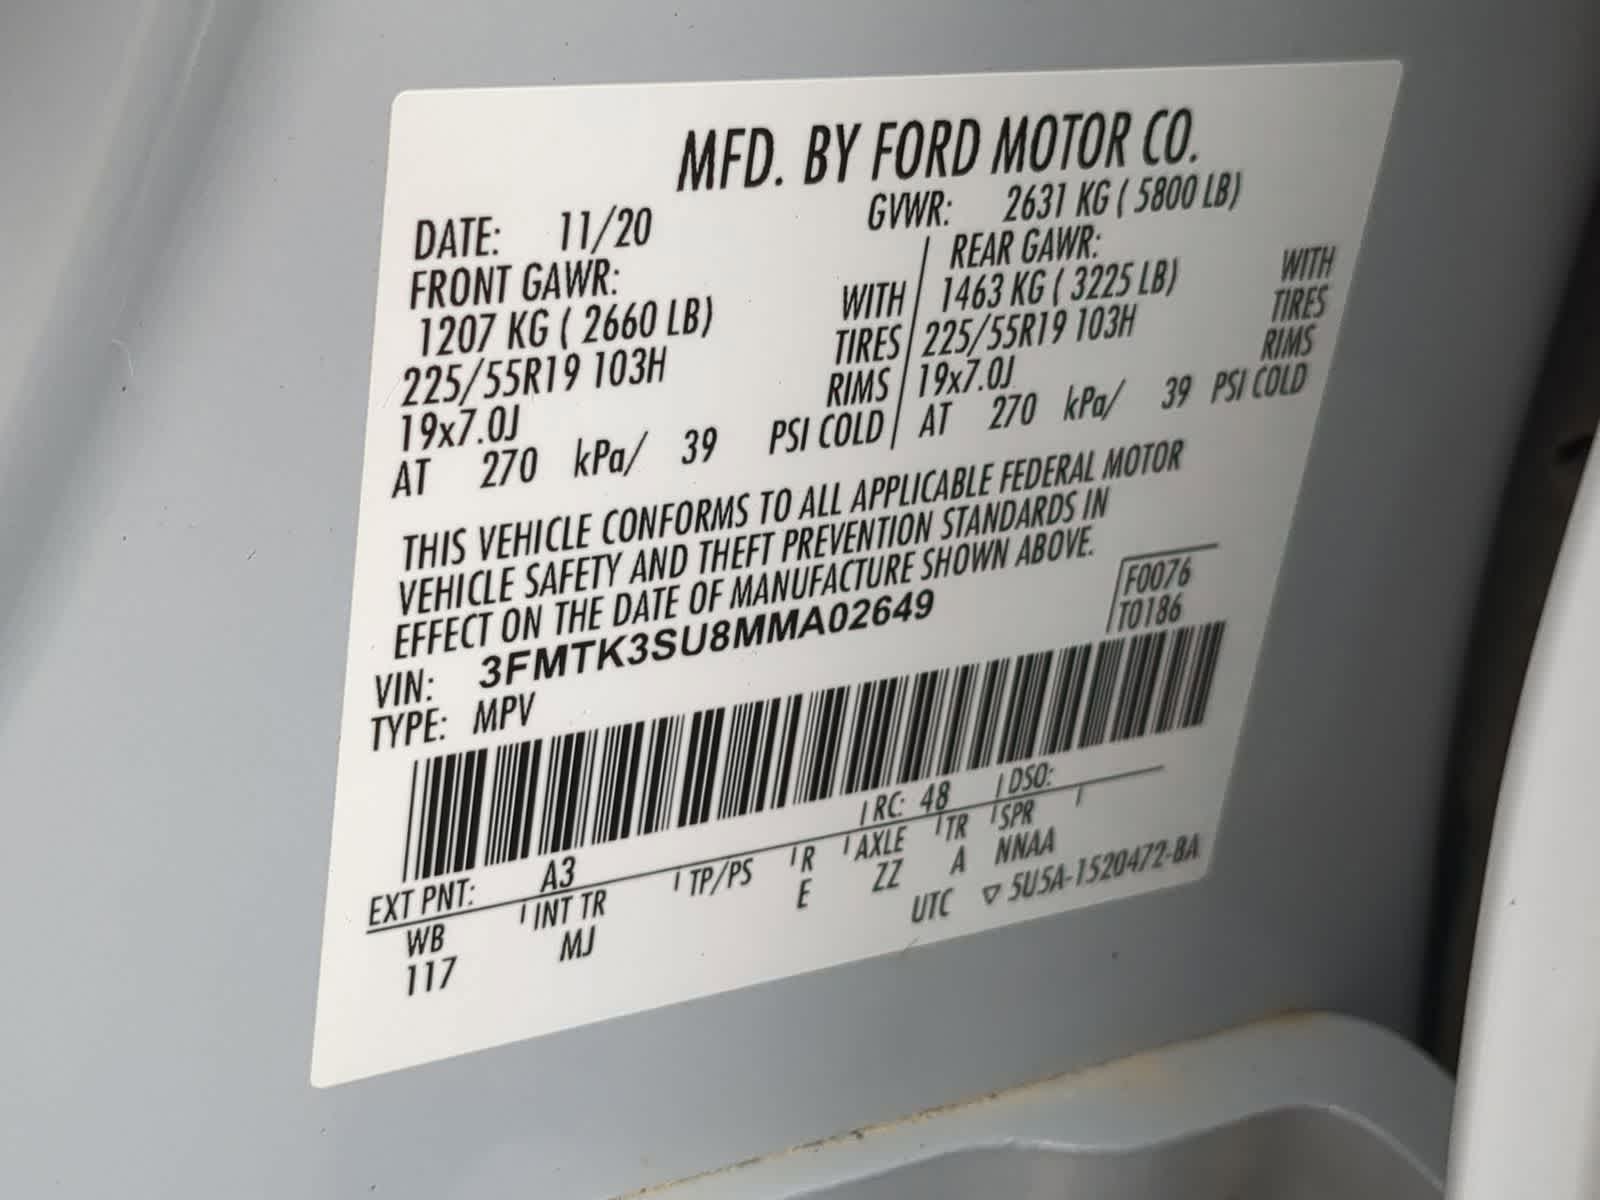 MFD. BY FORD MOTOR CO.
DATE: 11/20 GVWR: 2631 KG ( 5800 LB)
FRONT GAWR: REAR GAWR:
1207 KG ( 2660 LB) WITH 1463 KG ( 3225 LB) WITH
225/55R19 103H TIRES 225/55R19 103H TIRES
19x7.0J RIMS 19x7.0J RIMS
AT 270 kPa/ 39 PSI COLD AT 270 kPa/ 39 PSI COLD
THIS VEHICLE CONFORMS TO ALL APPLICABLE FEDERAL MOTOR
VEHICLE SAFETY AND THEFT PREVENTION STANDARDS IN
EFFECT ON THE DATE OF MANUFACTURE SHOWN ABOVE.
F0076
VIN: 3FMTK3SU8MMA02649 T0186
TYPE: MPV
EXT PNT: A3 RC: 48 DSO:
WB INT TR TP/PS R AXLE TR SPR
117 MJ E ZZ A NNAA
UTC ▽ 5U5A-1520472-BA